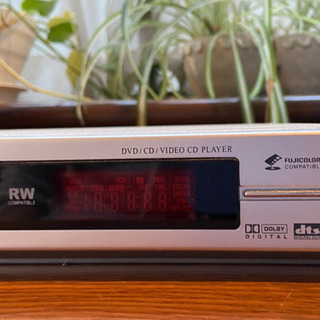 DVD/CD/VIDEO CD PLAYER
FUJICOLOR
COMPATIBLE
RW
COMPATIBLE
DOLBY
DIGITAL
dts